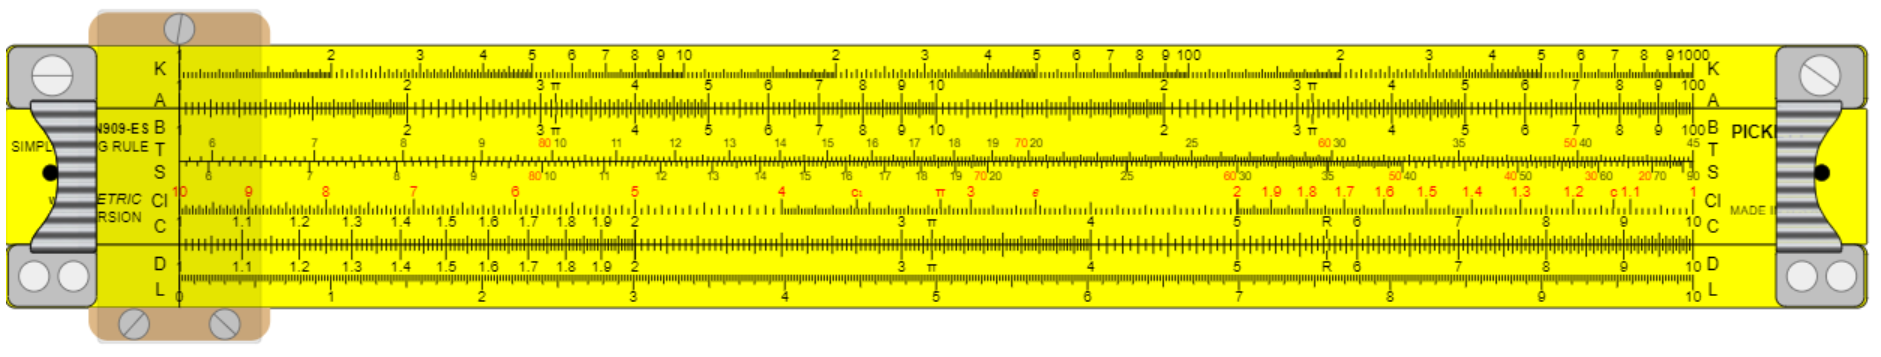 1 2 3 4 5 6 7 8 9 10 2 3 4 5 6 7 8 9 100 2 3 4 5 6 7 8 9 1000
K K
1 2 3 π 4 5 6 7 8 9 10 2 3 π 4 5 6 7 8 9 100
A A
N909-ES B 1 2 3 π 4 5 6 7 8 9 10 2 3 π 4 5 6 7 8 9 100 B PICK
SIMPL G RULE T 6 7 8 9 80 10 11 12 13 14 15 16 17 18 19 70 20 25 60 30 35 50 40 45 T
S 6 7 8 9 80 10 11 12 13 14 15 16 17 18 19 70 20 25 60 30 35 50 40 40 50 30 60 20 70 90 S
ETRIC CI 10 9 8 7 6 5 4 c₁ π 3 e 2 1.9 1.8 1.7 1.6 1.5 1.4 1.3 1.2 c 1.1 1 CI
RSION MADE
C 1 1.1 1.2 1.3 1.4 1.5 1.6 1.7 1.8 1.9 2 3 π 4 5 R 6 7 8 9 10 C
D 1 1.1 1.2 1.3 1.4 1.5 1.6 1.7 1.8 1.9 2 3 π 4 5 R 6 7 8 9 10 D
L 0 1 2 3 4 5 6 7 8 9 10 L